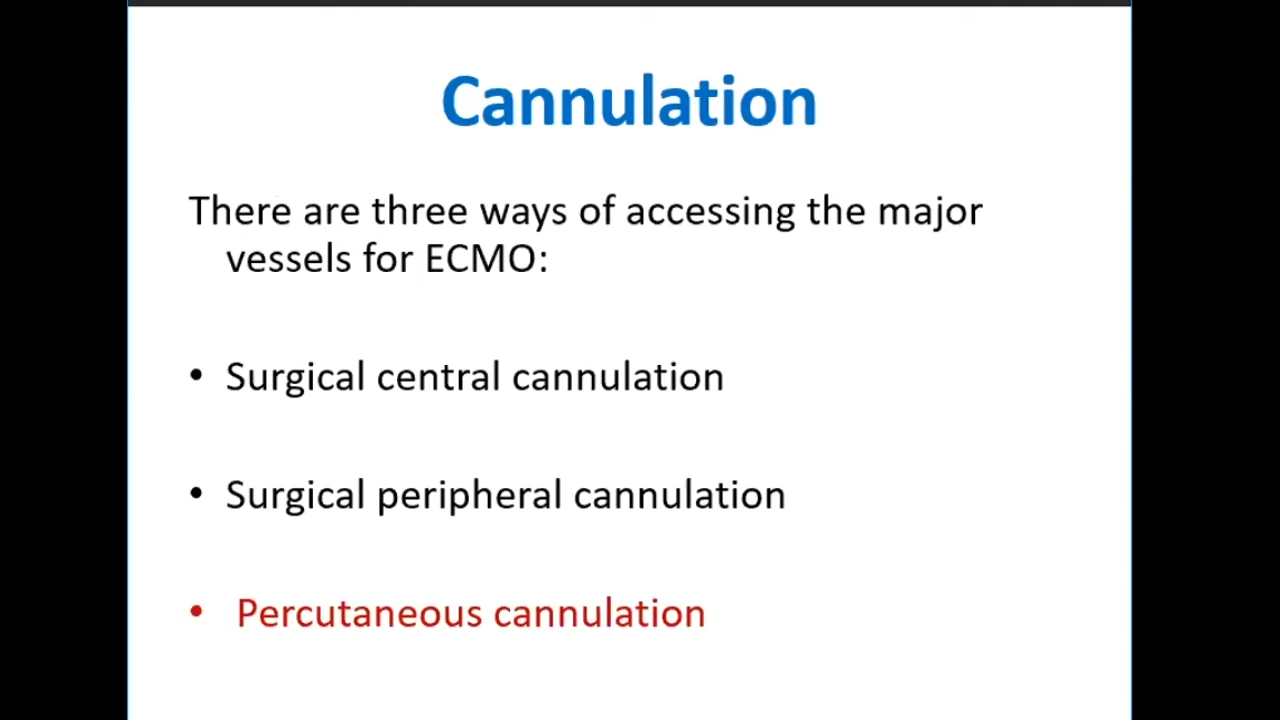 Cannulation
There are three ways of accessing the major
vessels for ECMO:
• Surgical central cannulation
• Surgical peripheral cannulation
• Percutaneous cannulation